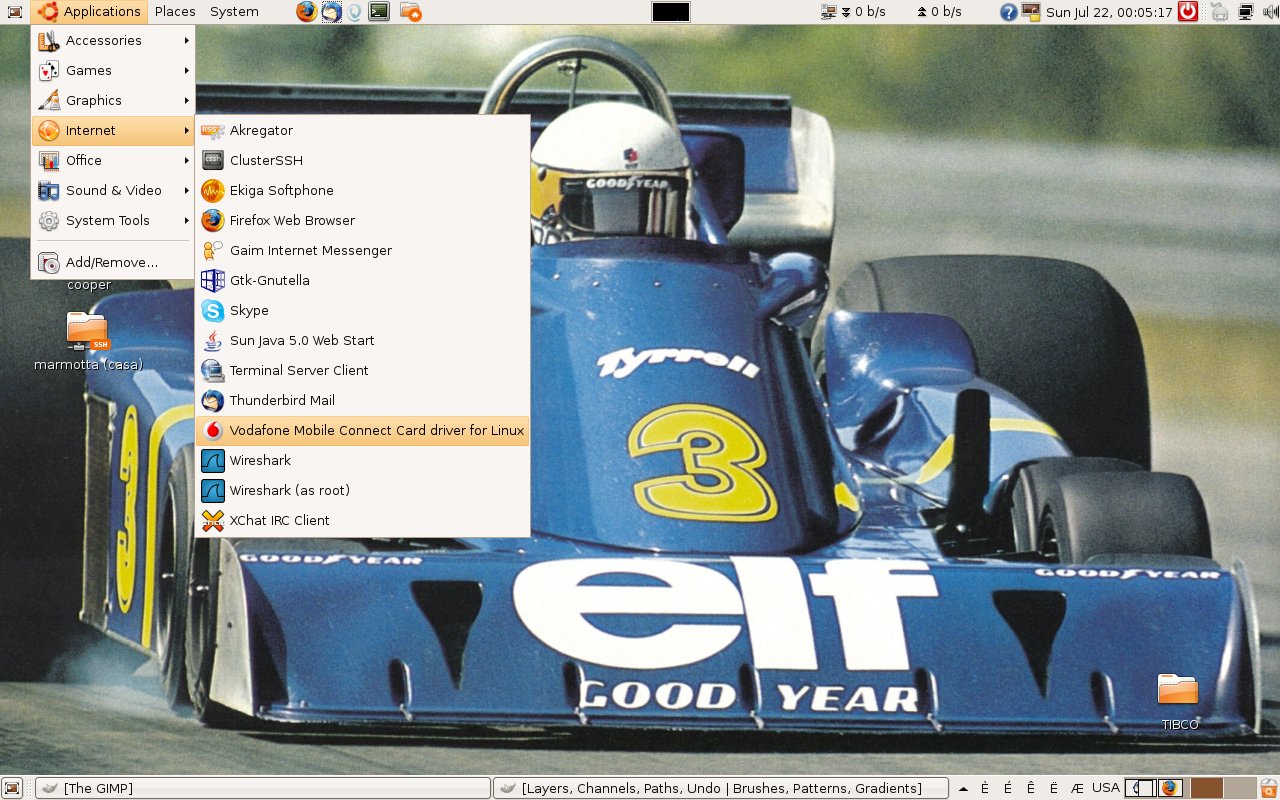 Applications Places System 0 b/s 0 b/s Sun Jul 22, 00:05:17
Accessories
Games
Graphics
Internet
Office
Sound & Video
System Tools
Add/Remove...
Akregator
ClusterSSH
Ekiga Softphone
Firefox Web Browser
Gaim Internet Messenger
Gtk-Gnutella
Skype
Sun Java 5.0 Web Start
Terminal Server Client
Thunderbird Mail
Vodafone Mobile Connect Card driver for Linux
Wireshark
Wireshark (as root)
XChat IRC Client
cooper
SSH
marmotta (casa)
GOODYEAR
Tyrrell
3
3
GOODYEAR
GOODYEAR
elf
GOOD YEAR
TIBCO
[The GIMP] [Layers, Channels, Paths, Undo | Brushes, Patterns, Gradients] È É Ê Ë Æ USA